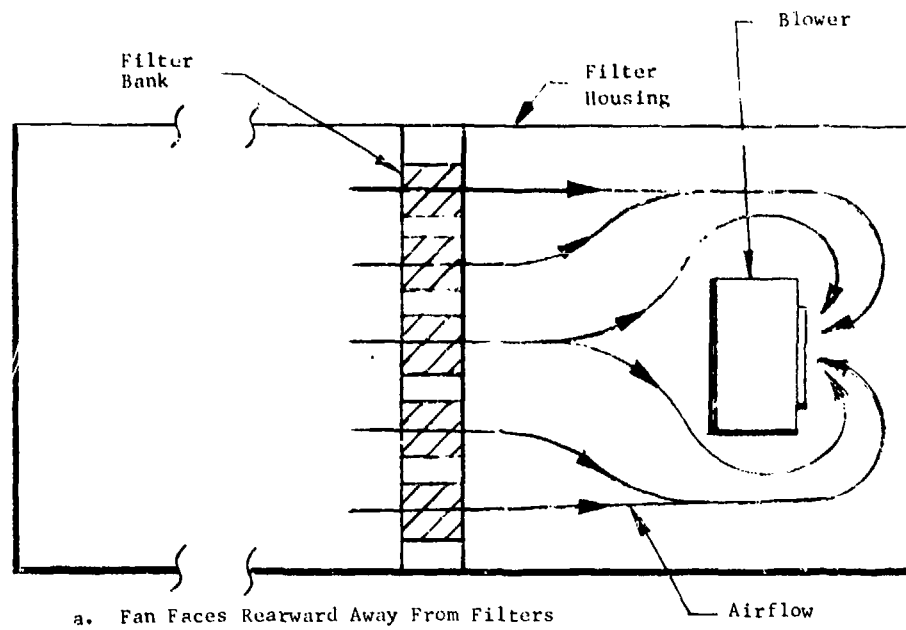 Blower
Filter
Bank
Filter
Housing
Airflow
a. Fan Faces Rearward Away From Filters